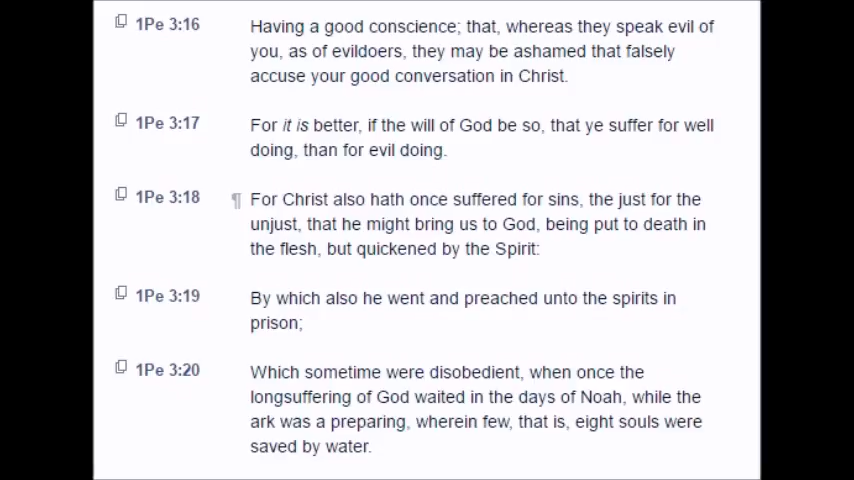 1Pe 3:16 Having a good conscience; that, whereas they speak evil of
you, as of evildoers, they may be ashamed that falsely
accuse your good conversation in Christ.
1Pe 3:17 For it is better, if the will of God be so, that ye suffer for well
doing, than for evil doing.
1Pe 3:18 ¶ For Christ also hath once suffered for sins, the just for the
unjust, that he might bring us to God, being put to death in
the flesh, but quickened by the Spirit:
1Pe 3:19 By which also he went and preached unto the spirits in
prison;
1Pe 3:20 Which sometime were disobedient, when once the
longsuffering of God waited in the days of Noah, while the
ark was a preparing, wherein few, that is, eight souls were
saved by water.